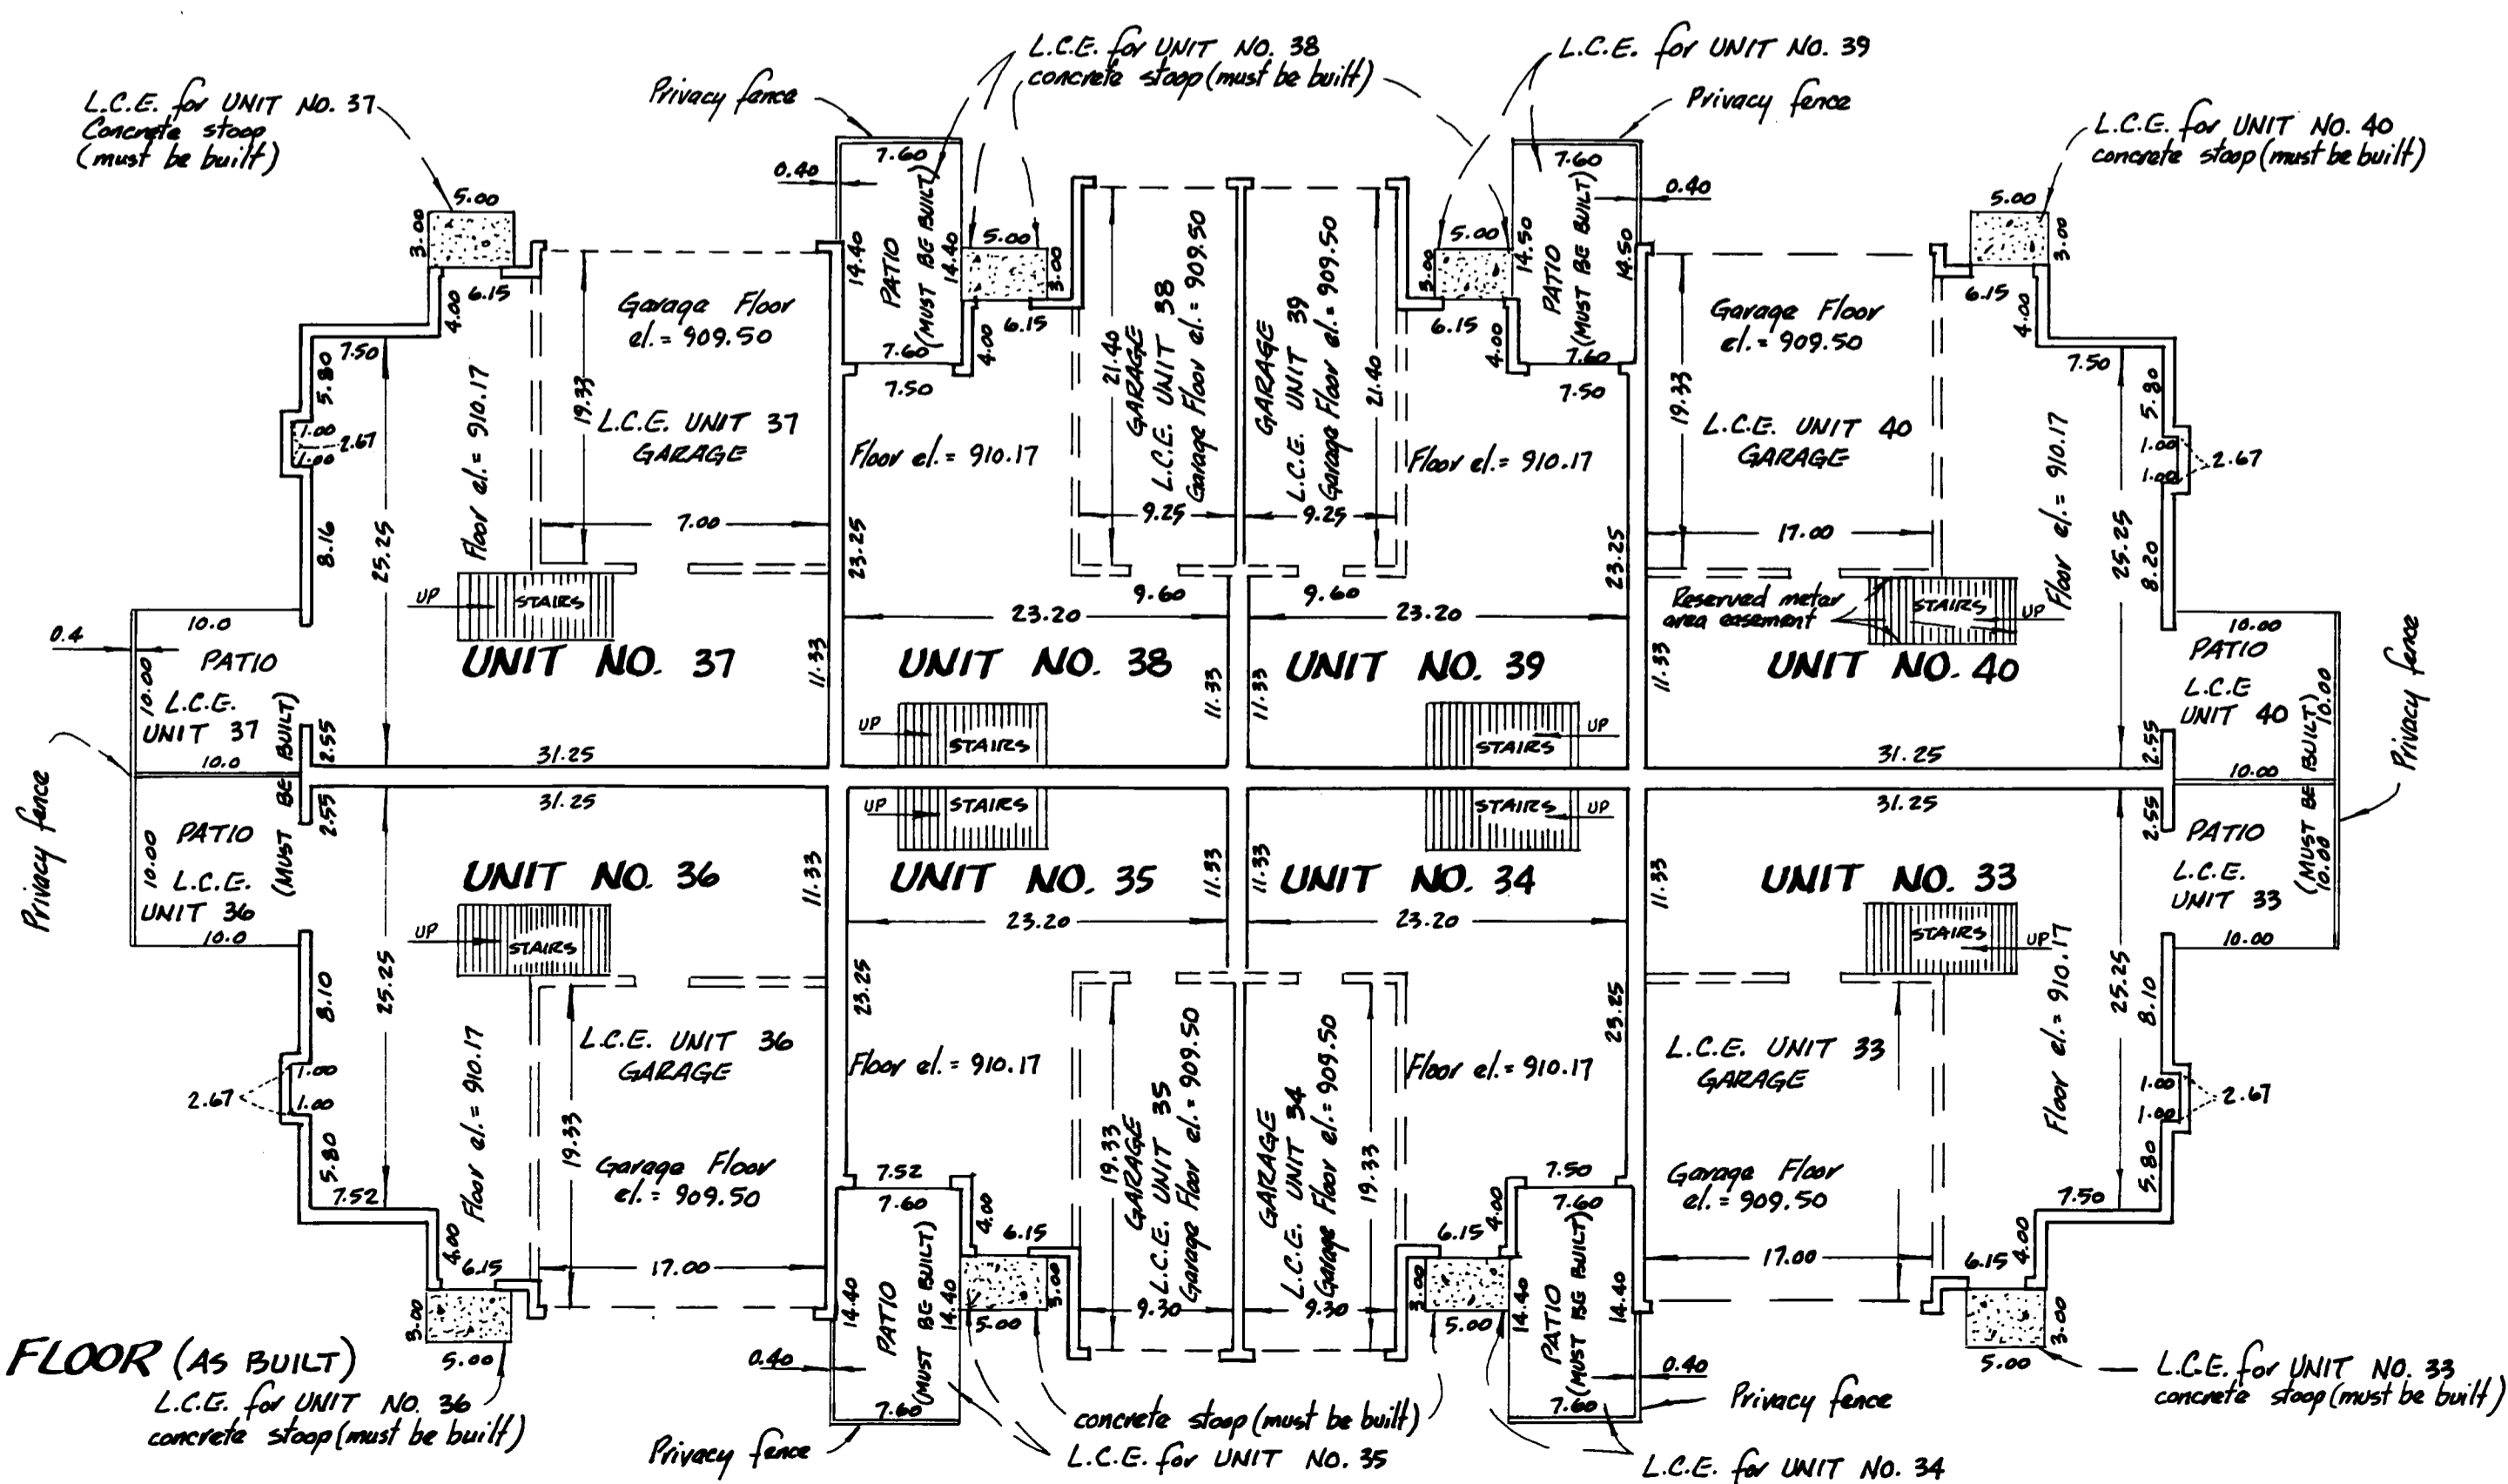 L.C.E. for UNIT NO. 37
Concrete stoop
(must be built)
Privacy fence
L.C.E. for UNIT NO. 38
concrete stoop (must be built)
L.C.E. for UNIT NO. 39
Privacy fence
L.C.E. for UNIT NO. 40
concrete stoop (must be built)
5.00
3.00
6.15
4.00
7.50
5.80
1.00
1.00
2.67
8.16
25.25
Floor el. = 910.17
19.33
Garage Floor
el. = 909.50
L.C.E. UNIT 37
GARAGE
7.00
UP
STAIRS
UNIT NO. 37
11.33
31.25
2.55
0.4
10.0
PATIO
10.00
L.C.E.
UNIT 37
10.0
(MUST BE BUILT)
0.40
7.60
14.40
PATIO
(MUST BE BUILT)
14.40
7.60
7.50
5.00
3.00
6.15
4.00
21.40
GARAGE
L.C.E. UNIT 38
Garage Floor el. = 909.50
9.25
Floor el. = 910.17
23.25
9.60
23.20
UNIT NO. 38
11.33
UP
STAIRS
GARAGE
L.C.E. UNIT 39
Garage Floor el. = 909.50
21.40
9.25
5.00
3.00
6.15
4.00
7.60
14.50
PATIO
(MUST BE BUILT)
14.50
7.60
0.40
7.50
Floor el. = 910.17
23.25
9.60
23.20
UNIT NO. 39
11.33
STAIRS
UP
5.00
3.00
6.15
4.00
7.50
5.80
1.00
1.00
2.67
8.20
25.25
Floor el. = 910.17
19.33
Garage Floor
el. = 909.50
L.C.E. UNIT 40
GARAGE
17.00
Reserved meter
area easement
STAIRS
UP
UNIT NO. 40
11.33
31.25
2.55
10.00
PATIO
L.C.E
UNIT 40
10.00
10.00
(MUST BE BUILT)
Privacy fence
Privacy fence
31.25
2.55
PATIO
10.00
L.C.E.
UNIT 36
10.0
UNIT NO. 36
11.33
UP
STAIRS
8.10
25.25
1.00
1.00
2.67
5.80
7.52
4.00
6.15
3.00
5.00
Floor el. = 910.17
19.33
L.C.E. UNIT 36
GARAGE
Garage Floor
el. = 909.50
17.00
UP
STAIRS
UNIT NO. 35
11.33
23.20
23.25
Floor el. = 910.17
19.33
GARAGE
L.C.E. UNIT 35
Garage Floor el. = 909.50
9.30
7.52
7.60
4.00
6.15
14.40
PATIO
(MUST BE BUILT)
14.40
7.60
3.00
5.00
0.40
STAIRS
UP
11.33
UNIT NO. 34
23.20
23.25
Floor el. = 910.17
GARAGE
L.C.E. UNIT 34
Garage Floor el. = 909.50
19.33
9.30
7.50
7.60
4.00
6.15
3.00
5.00
14.40
PATIO
(MUST BE BUILT)
14.40
7.60
0.40
31.25
2.55
11.33
UNIT NO. 33
STAIRS
UP
PATIO
L.C.E.
UNIT 33
10.00
10.00
L.C.E. UNIT 33
GARAGE
Garage Floor
el. = 909.50
17.00
Floor el. = 910.17
25.25
8.10
1.00
1.00
2.67
5.80
7.50
4.00
6.15
3.00
5.00
FLOOR (AS BUILT)
L.C.E. for UNIT NO. 36
concrete stoop (must be built)
Privacy fence
concrete stoop (must be built)
L.C.E. for UNIT NO. 35
Privacy fence
L.C.E. for UNIT NO. 34
L.C.E. for UNIT NO. 33
concrete stoop (must be built)